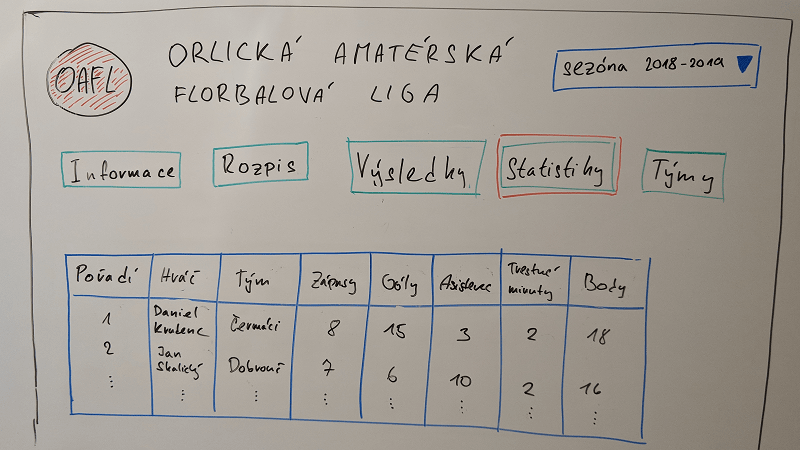 OAFL
ORLICKÁ AMATÉRSKÁ
FLORBALOVÁ LIGA
sezóna 2018-2019
Informace Rozpis Výsledky Statistiky Týmy
Pořadí Hráč Tým Zápasy Góly Asistence Trestné minuty Body
1 Daniel Krulenc Čermáci 8 15 3 2 18
2 Jan Skalický Dobrouč 7 6 10 2 16
⋮ ⋮ ⋮ ⋮ ⋮ ⋮ ⋮ ⋮